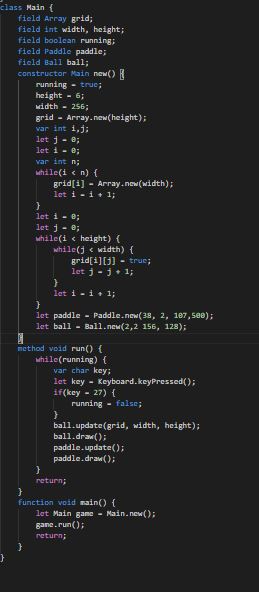 class Main {
field Array grid;
field int width, height;
field boolean running;
field Paddle paddle;
field Ball ball;
constructor Main new() {
running = true;
height = 6;
width = 256;
grid = Array.new(height);
var int i,j;
let j = 0;
let i = 0;
var int n;
while(i < n) {
grid[i] = Array.new(width);
let i = i + 1;
}
let i = 0;
let j = 0;
while(i < height) {
while(j < width) {
grid[i][j] = true;
let j = j + 1;
}
let i = i + 1;
}
let paddle = Paddle.new(38, 2, 107,500);
let ball = Ball.new(2,2 156, 128);
}
method void run() {
while(running) {
var char key;
let key = Keyboard.keyPressed();
if(key = 27) {
running = false;
}
ball.update(grid, width, height);
ball.draw();
paddle.update();
paddle.draw();
}
return;
}
function void main() {
let Main game = Main.new();
game.run();
return;
}
}